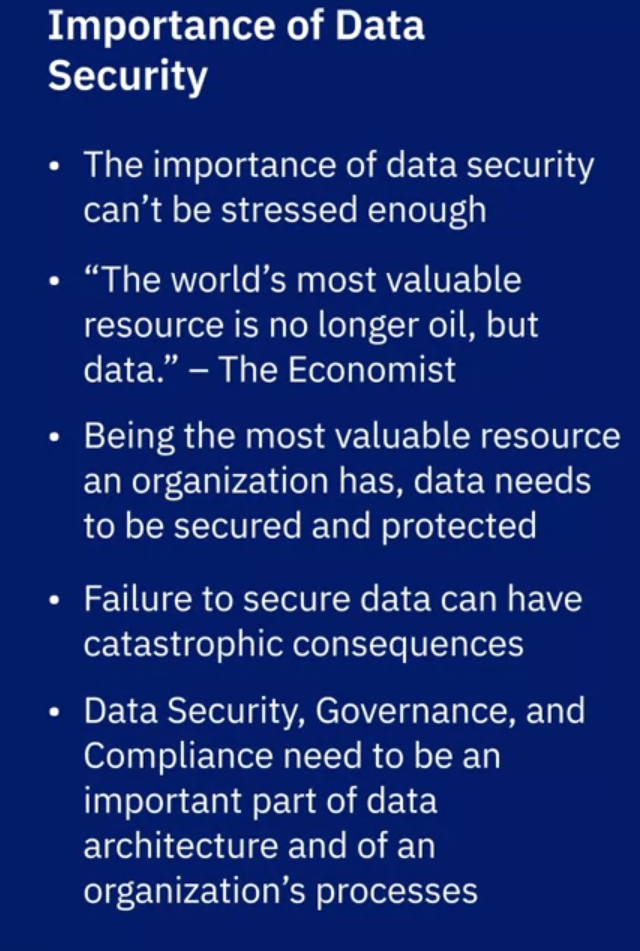 Importance of Data
Security
• The importance of data security
can’t be stressed enough
• “The world’s most valuable
resource is no longer oil, but
data.” – The Economist
• Being the most valuable resource
an organization has, data needs
to be secured and protected
• Failure to secure data can have
catastrophic consequences
• Data Security, Governance, and
Compliance need to be an
important part of data
architecture and of an
organization’s processes